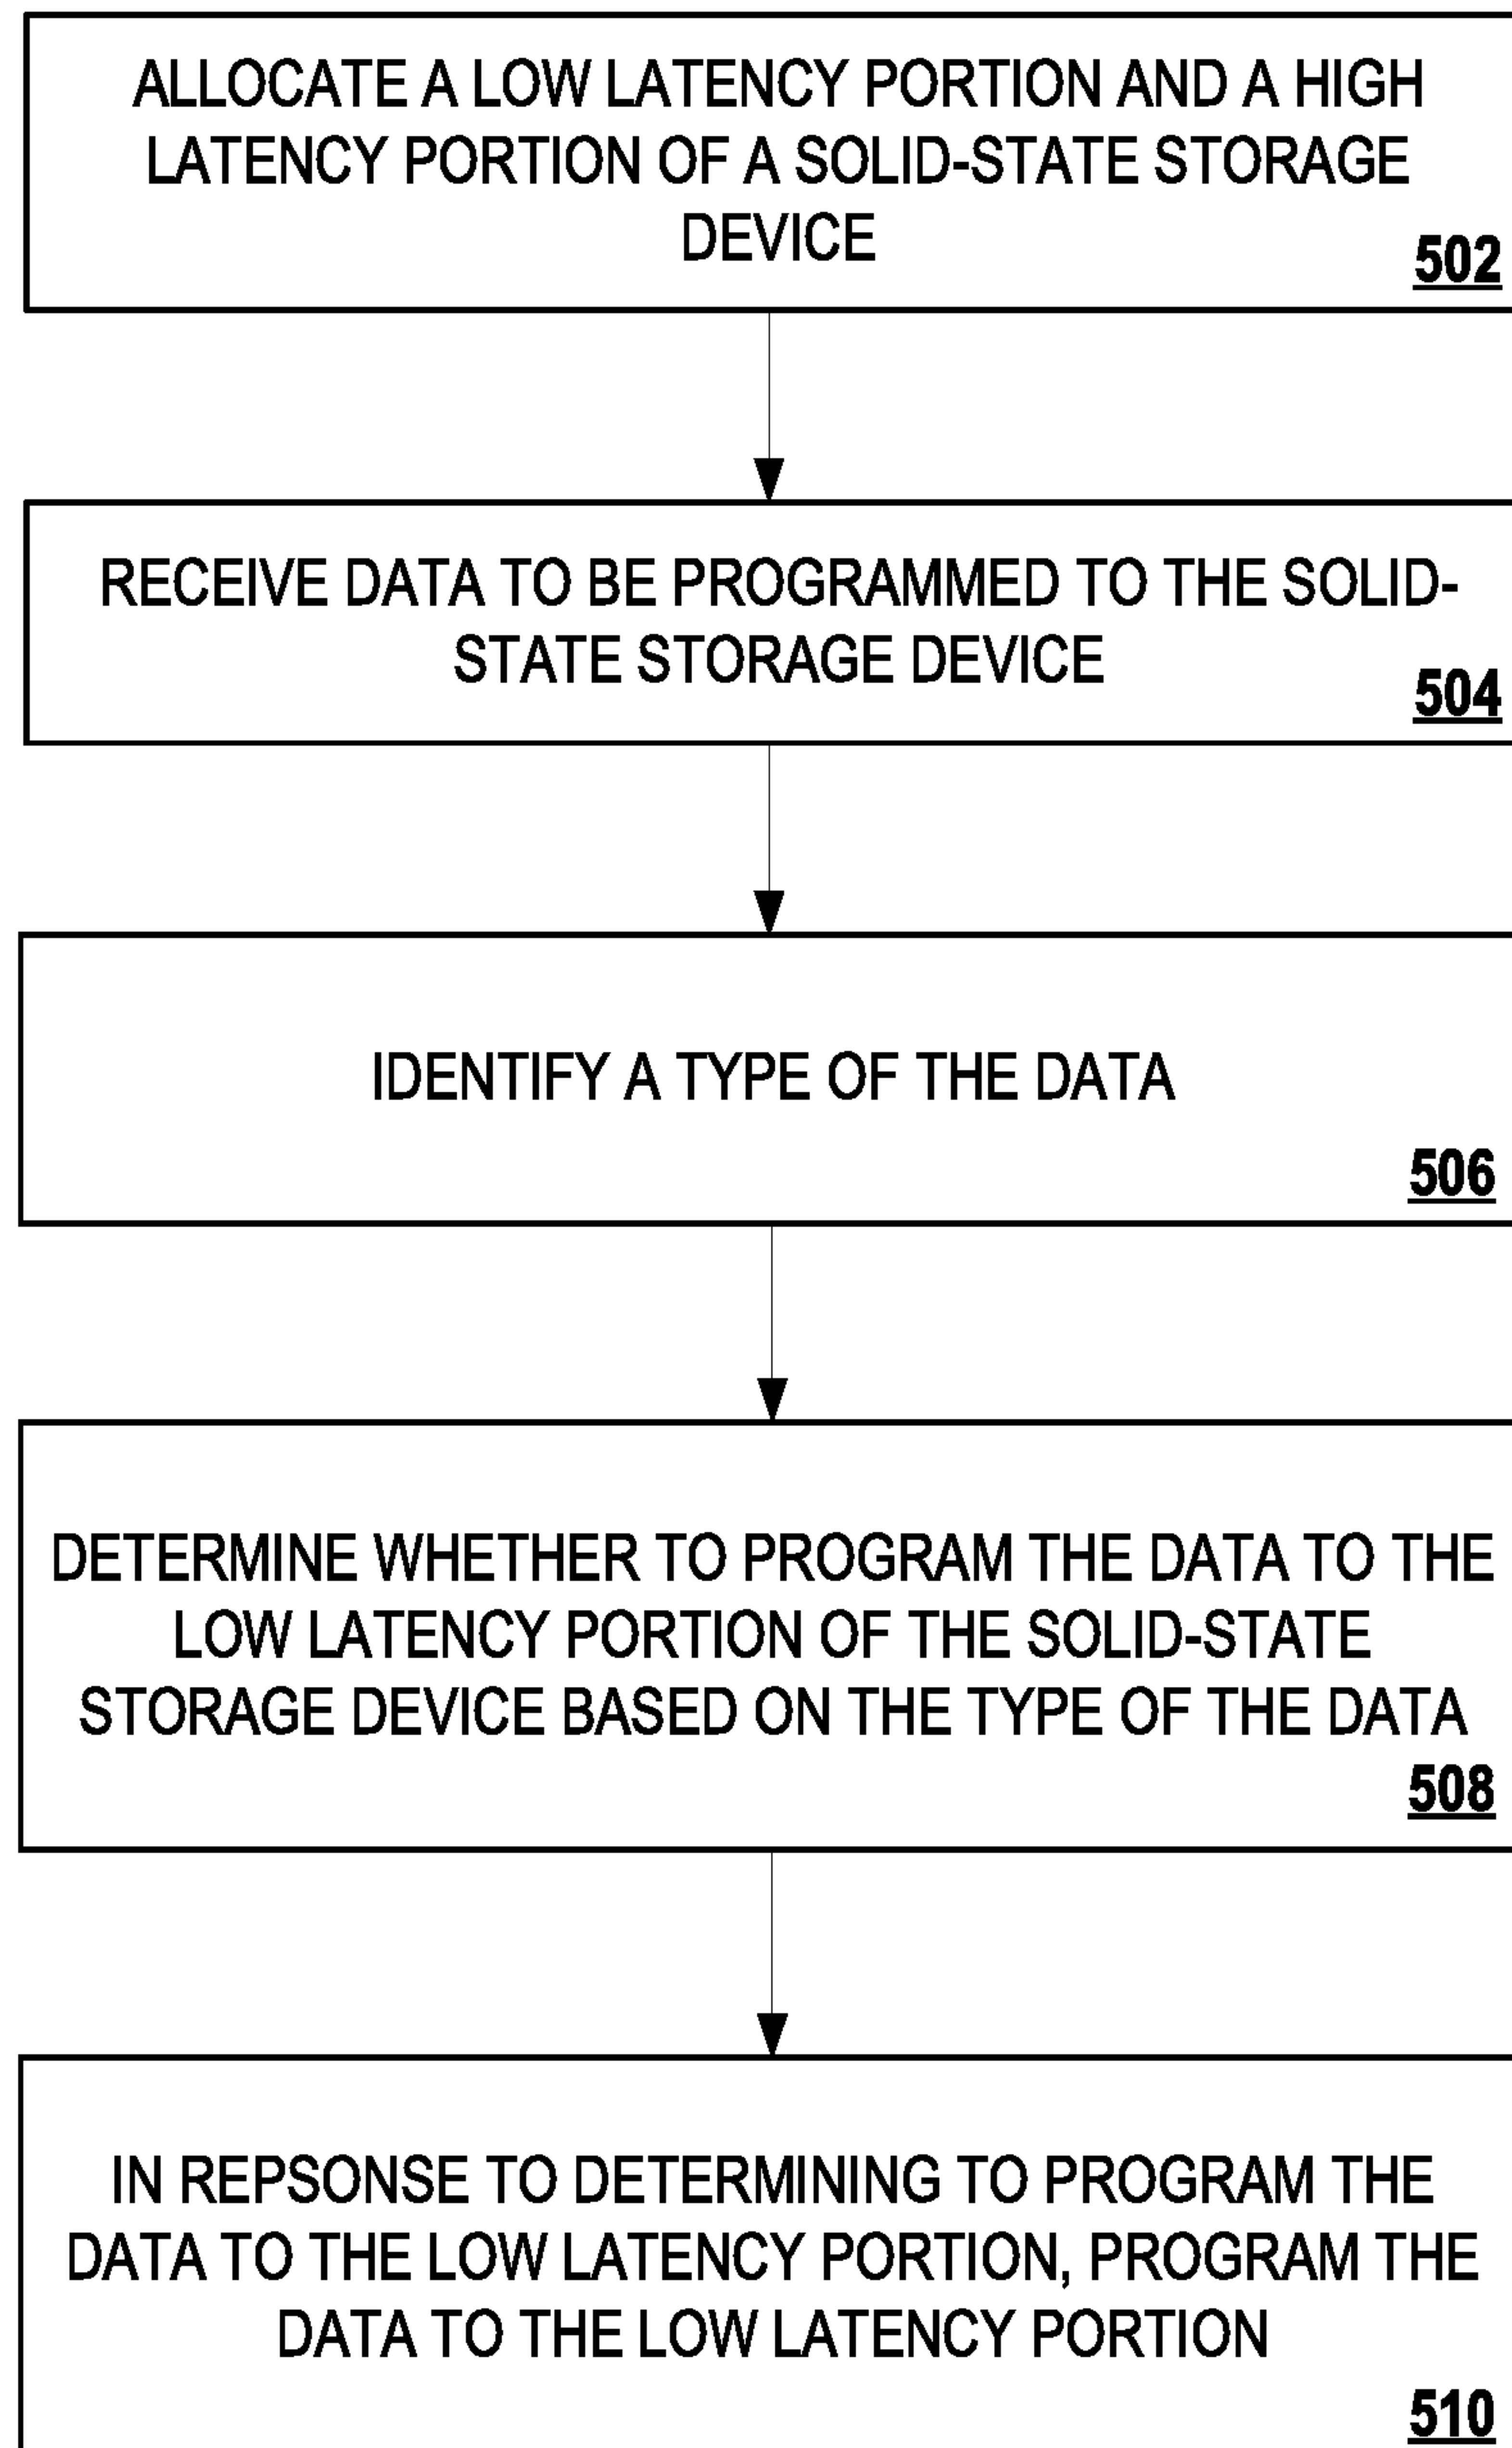 ALLOCATE A LOW LATENCY PORTION AND A HIGH
LATENCY PORTION OF A SOLID-STATE STORAGE
DEVICE
502
RECEIVE DATA TO BE PROGRAMMED TO THE SOLID-
STATE STORAGE DEVICE
504
IDENTIFY A TYPE OF THE DATA
506
DETERMINE WHETHER TO PROGRAM THE DATA TO THE
LOW LATENCY PORTION OF THE SOLID-STATE
STORAGE DEVICE BASED ON THE TYPE OF THE DATA
508
IN REPSONSE TO DETERMINING TO PROGRAM THE
DATA TO THE LOW LATENCY PORTION, PROGRAM THE
DATA TO THE LOW LATENCY PORTION
510